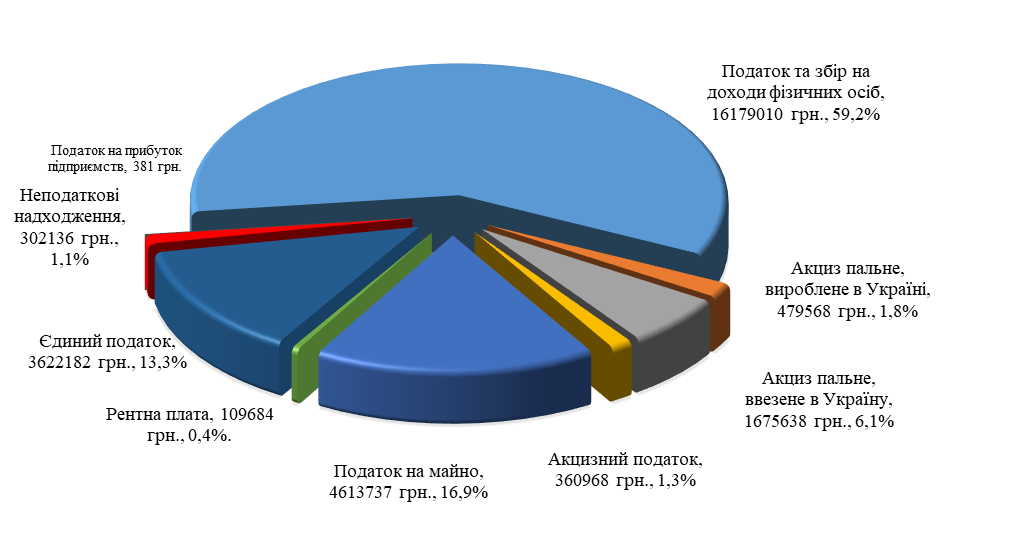 Податок та збір на
доходи фізичних осіб,
16179010 грн., 59,2%
Податок на прибуток
підприємств, 381 грн.
Неподаткові
надходження,
302136 грн.,
1,1%
Акциз пальне,
вироблене в Україні,
479568 грн., 1,8%
Єдиний податок,
3622182 грн., 13,3%
Акциз пальне,
ввезене в Україну,
1675638 грн., 6,1%
Рентна плата, 109684
грн., 0,4%.
Акцизний податок,
360968 грн., 1,3%
Податок на майно,
4613737 грн., 16,9%